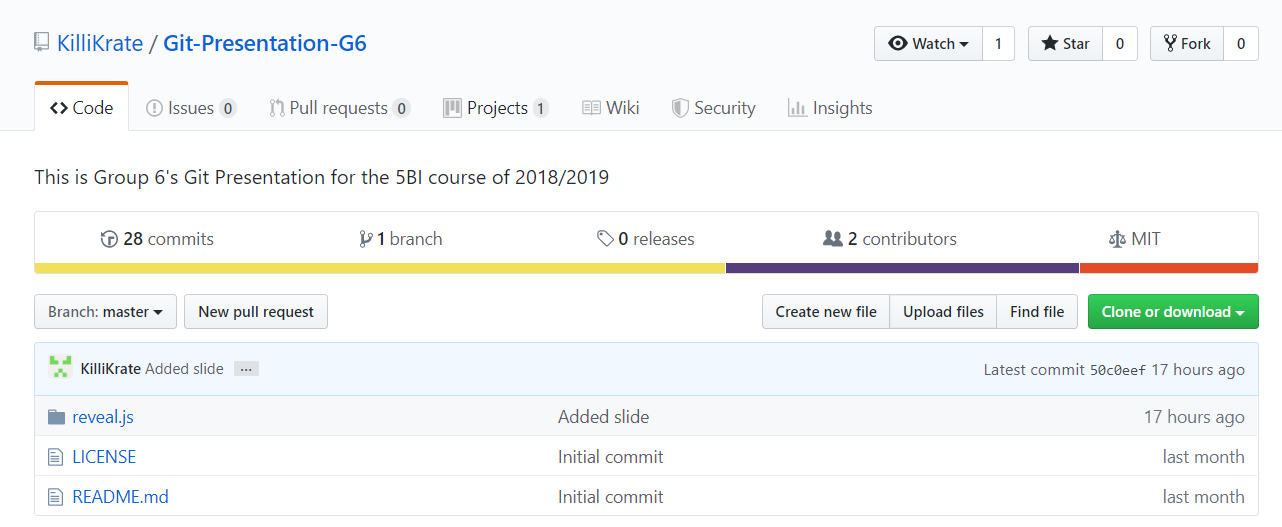 KilliKrate / Git-Presentation-G6 Watch 1 Star 0 Fork 0
Code Issues 0 Pull requests 0 Projects 1 Wiki Security Insights
This is Group 6's Git Presentation for the 5BI course of 2018/2019
28 commits 1 branch 0 releases 2 contributors MIT
Branch: master New pull request Create new file Upload files Find file Clone or download
KilliKrate Added slide ... Latest commit 50c0eef 17 hours ago
reveal.js Added slide 17 hours ago
LICENSE Initial commit last month
README.md Initial commit last month